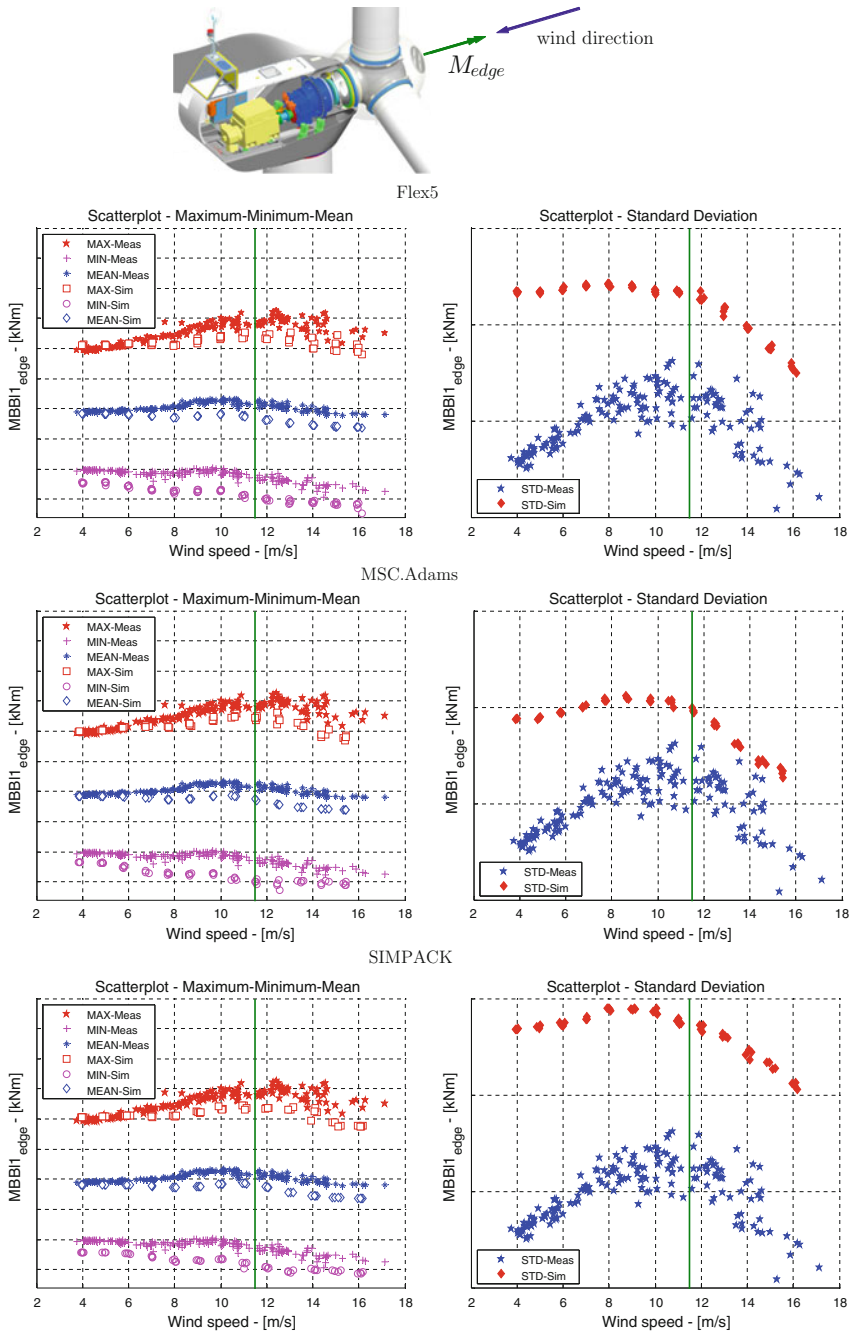 wind direction
M_edge
Flex5
Scatterplot - Maximum-Minimum-Mean
MBBl1_edge - [kNm]
MAX-Meas
MIN-Meas
MEAN-Meas
MAX-Sim
MIN-Sim
MEAN-Sim
2 4 6 8 10 12 14 16 18
Wind speed - [m/s]
Scatterplot - Standard Deviation
MBBl1_edge - [kNm]
STD-Meas
STD-Sim
2 4 6 8 10 12 14 16 18
Wind speed - [m/s]
MSC.Adams
Scatterplot - Maximum-Minimum-Mean
MBBl1_edge - [kNm]
MAX-Meas
MIN-Meas
MEAN-Meas
MAX-Sim
MIN-Sim
MEAN-Sim
2 4 6 8 10 12 14 16 18
Wind speed - [m/s]
Scatterplot - Standard Deviation
MBBl1_edge - [kNm]
STD-Meas
STD-Sim
2 4 6 8 10 12 14 16 18
Wind speed - [m/s]
SIMPACK
Scatterplot - Maximum-Minimum-Mean
MBBl1_edge - [kNm]
MAX-Meas
MIN-Meas
MEAN-Meas
MAX-Sim
MIN-Sim
MEAN-Sim
2 4 6 8 10 12 14 16 18
Wind speed - [m/s]
Scatterplot - Standard Deviation
MBBl1_edge - [kNm]
STD-Meas
STD-Sim
2 4 6 8 10 12 14 16 18
Wind speed - [m/s]